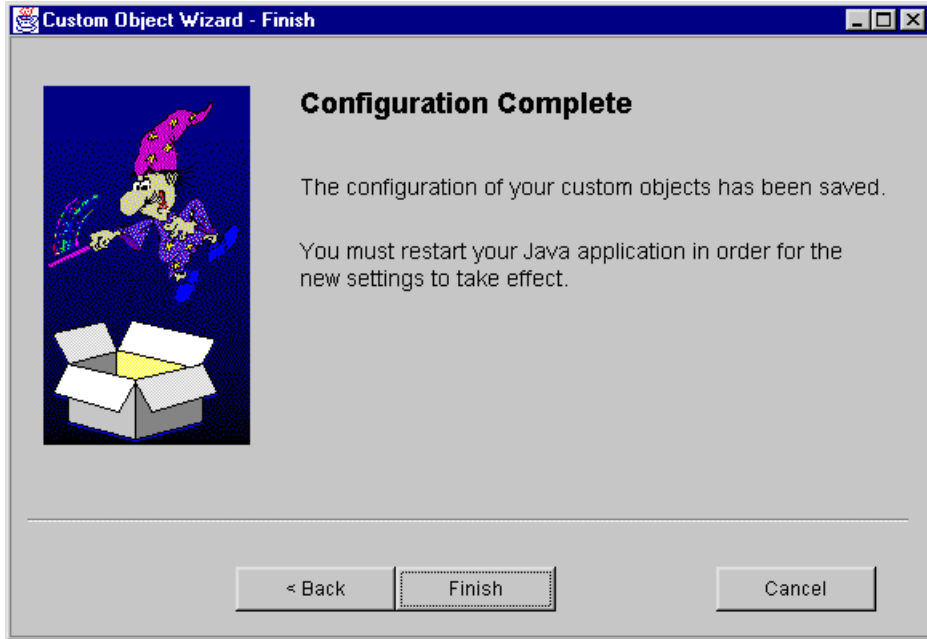 Custom Object Wizard - Finish
Configuration Complete
The configuration of your custom objects has been saved.
You must restart your Java application in order for the
new settings to take effect.
< Back
Finish
Cancel